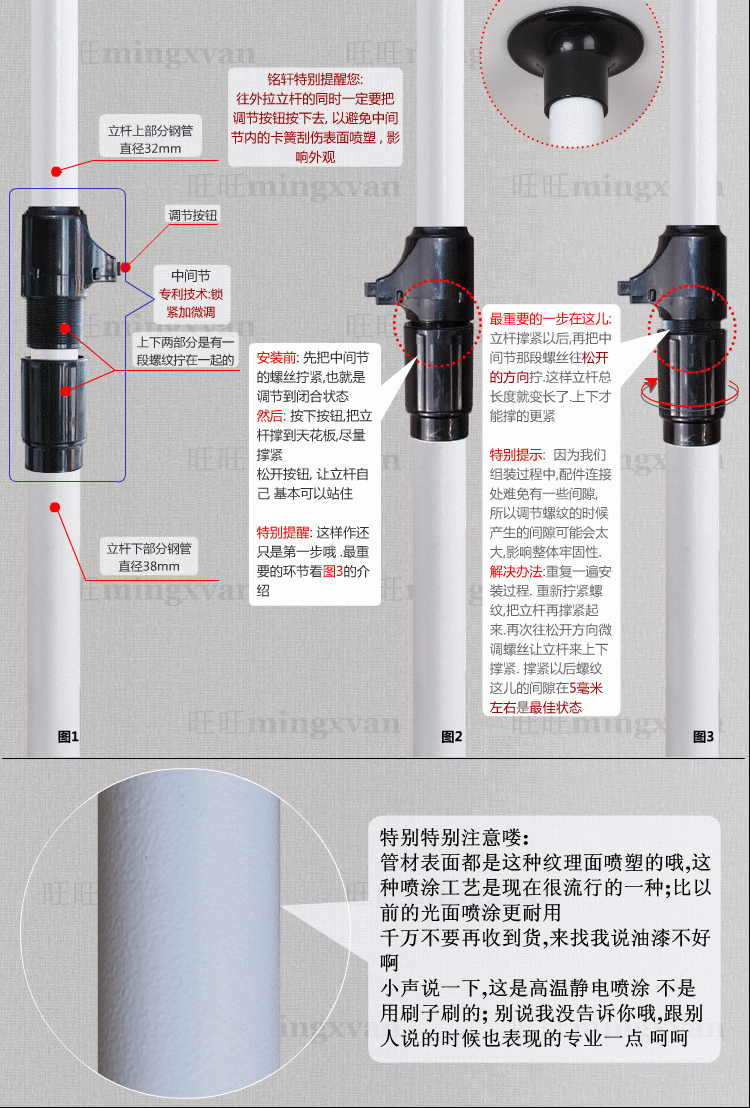 旺旺mingxvan
铭轩特别提醒您:
往外拉立杆的同时一定要把
调节按钮按下去, 以避免中间
节内的卡簧刮伤表面喷塑 , 影
响外观
立杆上部分钢管
直径32mm
调节按钮
中间节
专利技术:锁
紧加微调
上下两部分是有一
段螺纹拧在一起的
立杆下部分钢管
直径38mm
图1
安装前: 先把中间节
的螺丝拧紧,也就是
调节到闭合状态
然后: 按下按钮,把立
杆撑到天花板,尽量
撑紧
松开按钮, 让立杆自
己 基本可以站住
特别提醒: 这样作还
只是第一步哦 .最重
要的环节看图3的介
绍
图2
最重要的一步在这儿:
立杆撑紧以后,再把中
间节那段螺丝往松开
的方向拧.这样立杆总
长度就变长了.上下才
能撑的更紧
特别提示: 因为我们
组装过程中,配件连接
处难免有一些间隙,
所以调节螺纹的时候
产生的间隙可能会太
大,影响整体牢固性.
解决办法:重复一遍安
装过程. 重新拧紧螺
纹,把立杆再撑紧起
来.再次往松开方向微
调螺丝让立杆来上下
撑紧. 撑紧以后螺纹
这儿的间隙在5毫米
左右是最佳状态
图3
特别特别注意喽:
管材表面都是这种纹理面喷塑的哦,这
种喷涂工艺是现在很流行的一种;比以
前的光面喷涂更耐用
千万不要再收到货,来找我说油漆不好
啊
小声说一下,这是高温静电喷涂 不是
用刷子刷的; 别说我没告诉你哦,跟别
人说的时候也表现的专业一点 呵呵